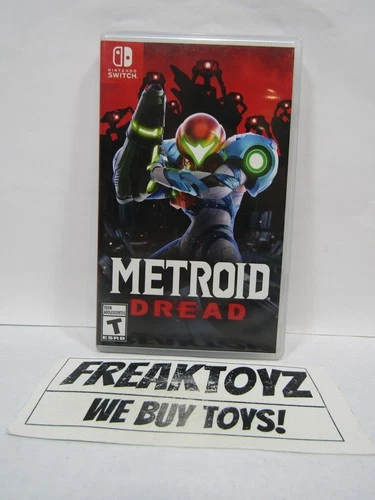 NINTENDO
SWITCH
METROID
DREAD
TEEN
ADOLESCENTS
T
ESRB
FREAKTOYZ
WE BUY TOYS!